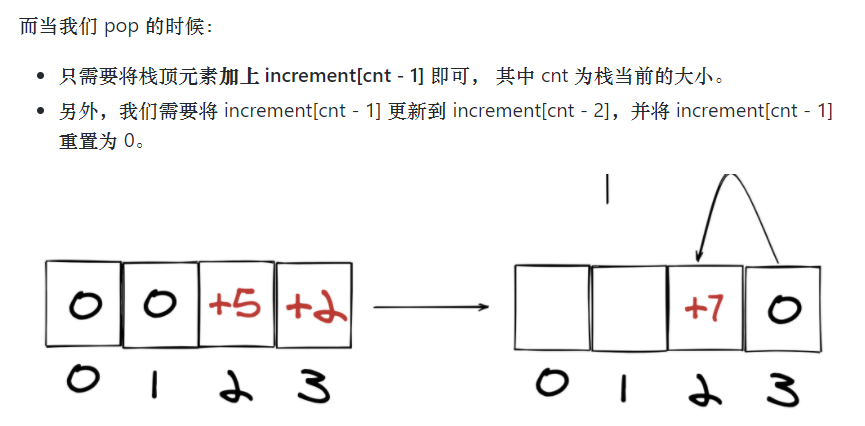 而当我们 pop 的时候：
只需要将栈顶元素加上 increment[cnt - 1] 即可， 其中 cnt 为栈当前的大小。
另外，我们需要将 increment[cnt - 1] 更新到 increment[cnt - 2]，并将 increment[cnt - 1]
重置为 0。
0 0 +5 +2 +7 0
0 1 2 3 0 1 2 3